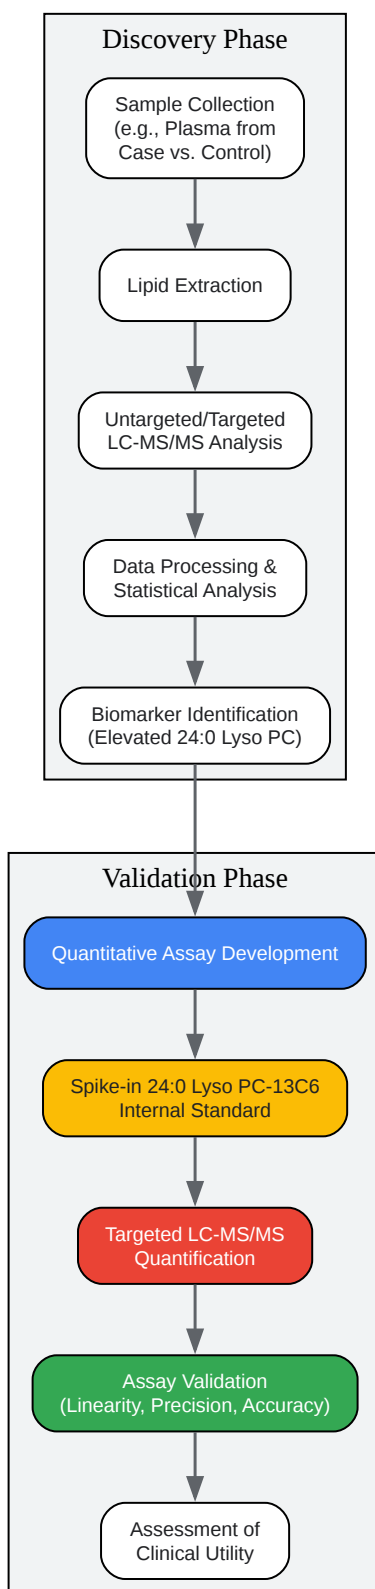 Discovery Phase
Sample Collection
(e.g., Plasma from
Case vs. Control)
Lipid Extraction
Untargeted/Targeted
LC-MS/MS Analysis
Data Processing &
Statistical Analysis
Biomarker Identification
(Elevated 24:0 Lyso PC)
Validation Phase
Quantitative Assay Development
Spike-in 24:0 Lyso PC-13C6
Internal Standard
Targeted LC-MS/MS
Quantification
Assay Validation
(Linearity, Precision, Accuracy)
Assessment of
Clinical Utility